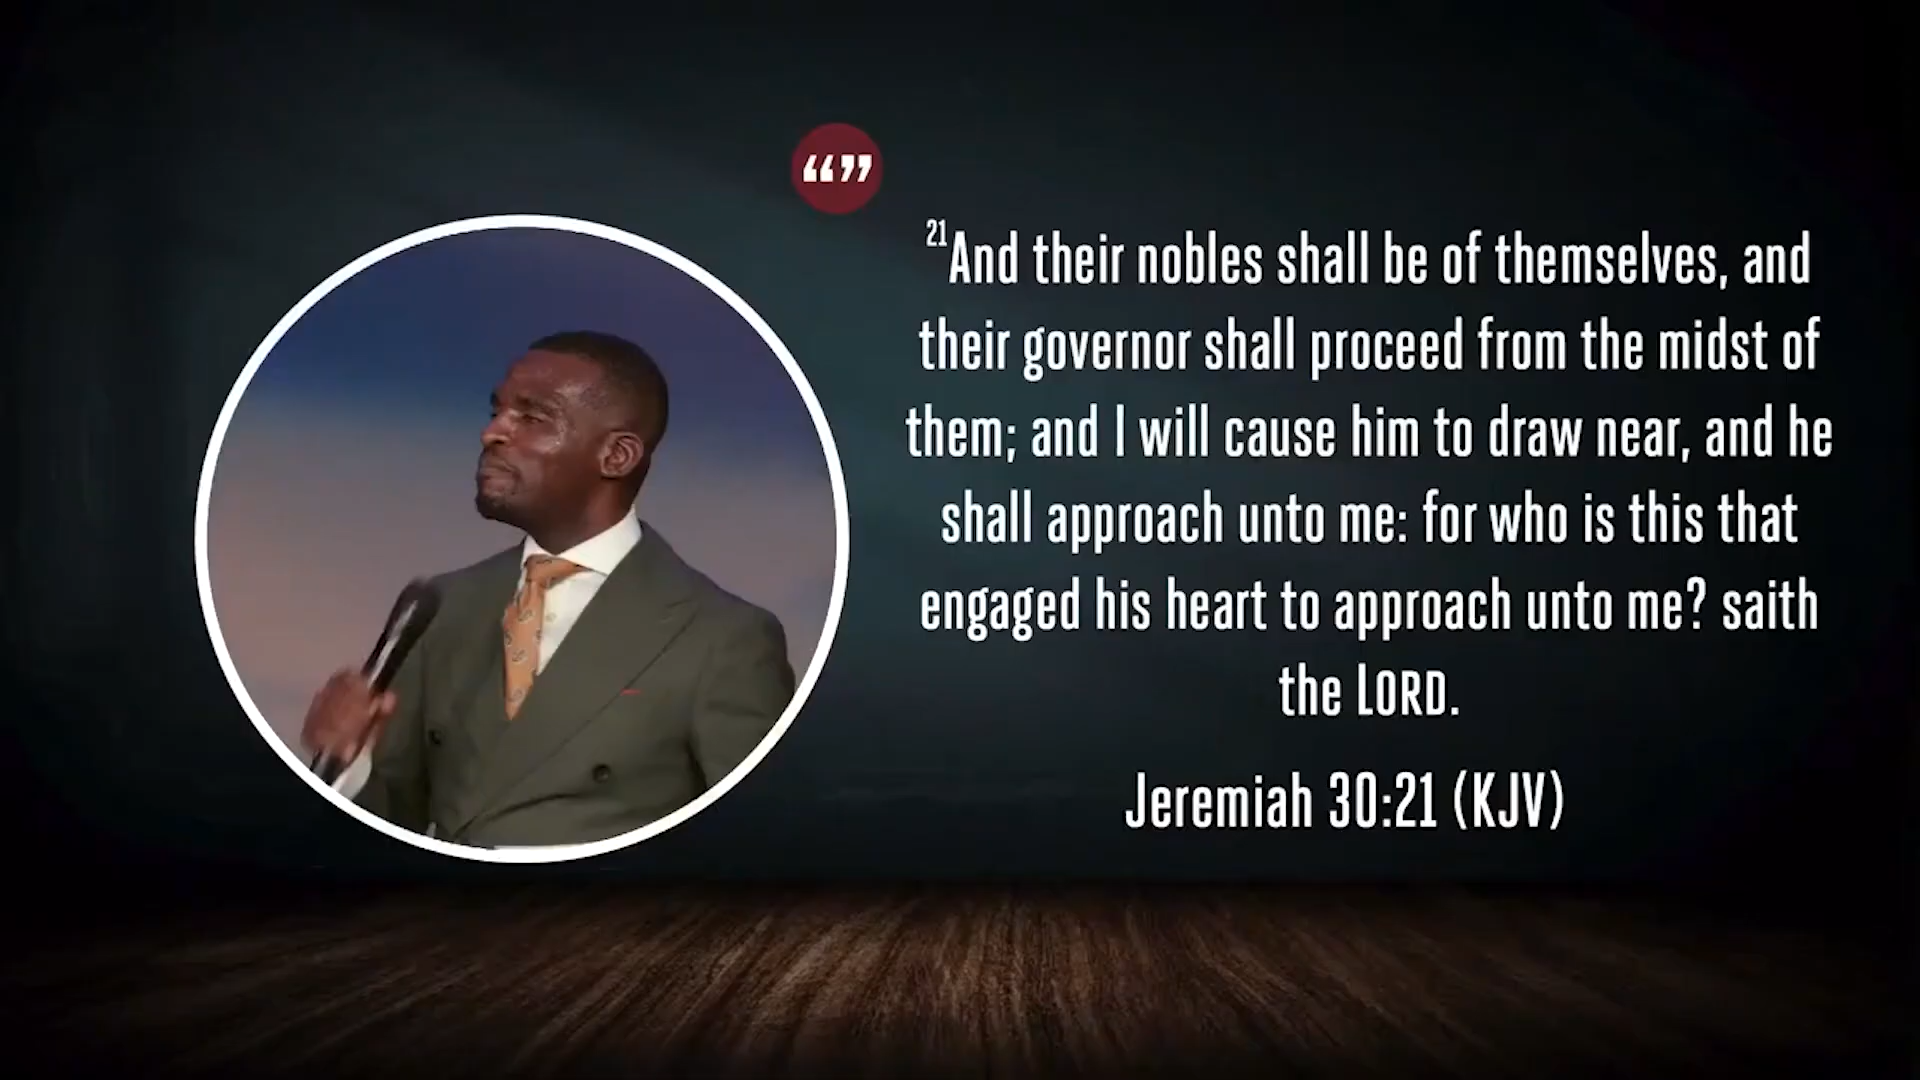 “”
21And their nobles shall be of themselves, and
their governor shall proceed from the midst of
them; and I will cause him to draw near, and he
shall approach unto me: for who is this that
engaged his heart to approach unto me? saith
the LORD.
Jeremiah 30:21 (KJV)